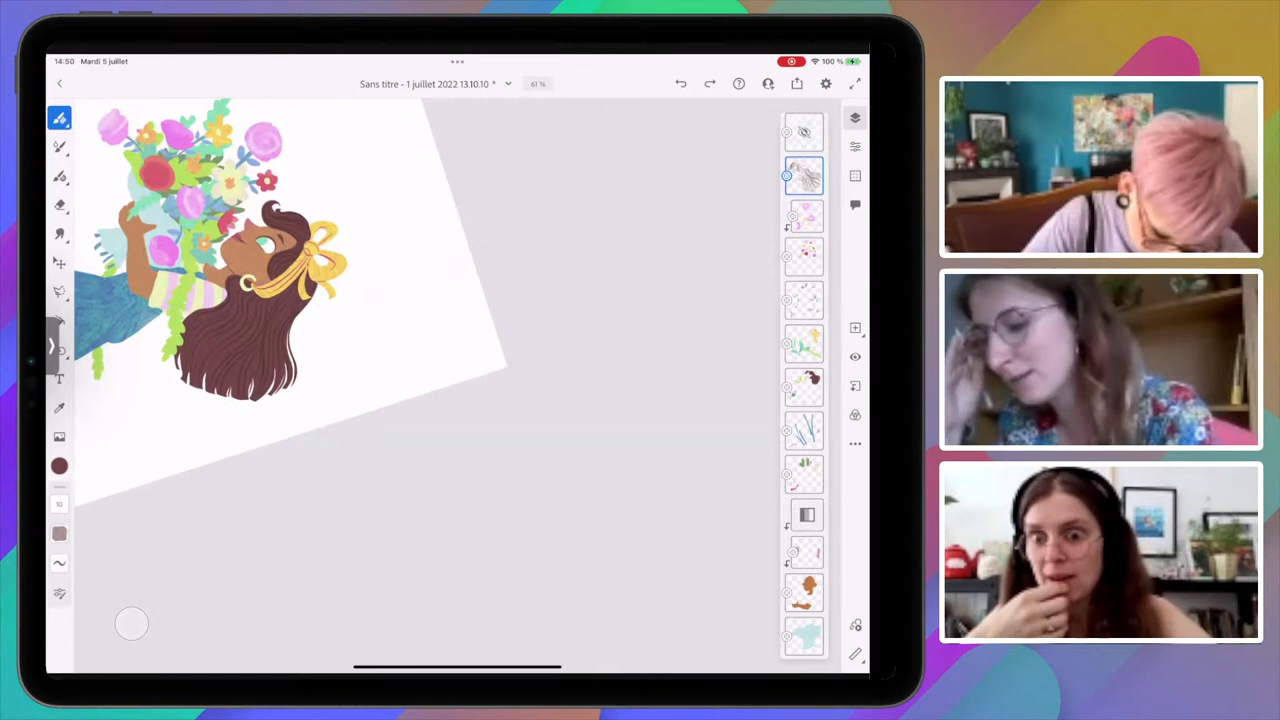 14:50 Mardi 5 juillet
100 %
Sans titre - 1 juillet 2022 13.10.10 *
61 %
T
10